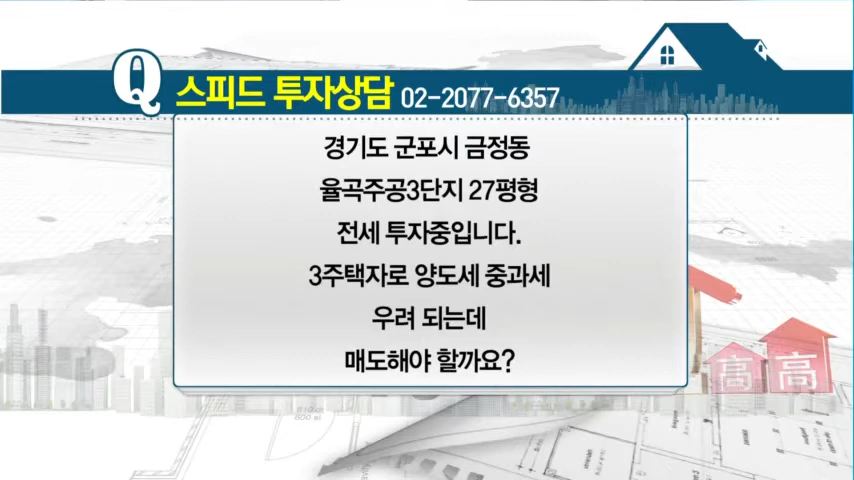 Q 스피드 투자상담 02-2077-6357
경기도 군포시 금정동
율곡주공3단지 27평형
전세 투자중입니다.
3주택자로 양도세 중과세
우려 되는데
매도해야 할까요?
高 高